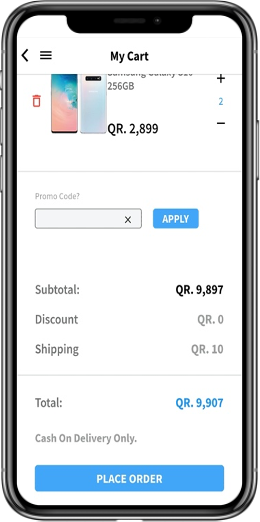 My Cart
Samsung Galaxy S10
256GB
+
2
QR. 2,899
−
Promo Code?
x
APPLY
Subtotal: QR. 9,897
Discount QR. 0
Shipping QR. 10
Total: QR. 9,907
Cash On Delivery Only.
PLACE ORDER